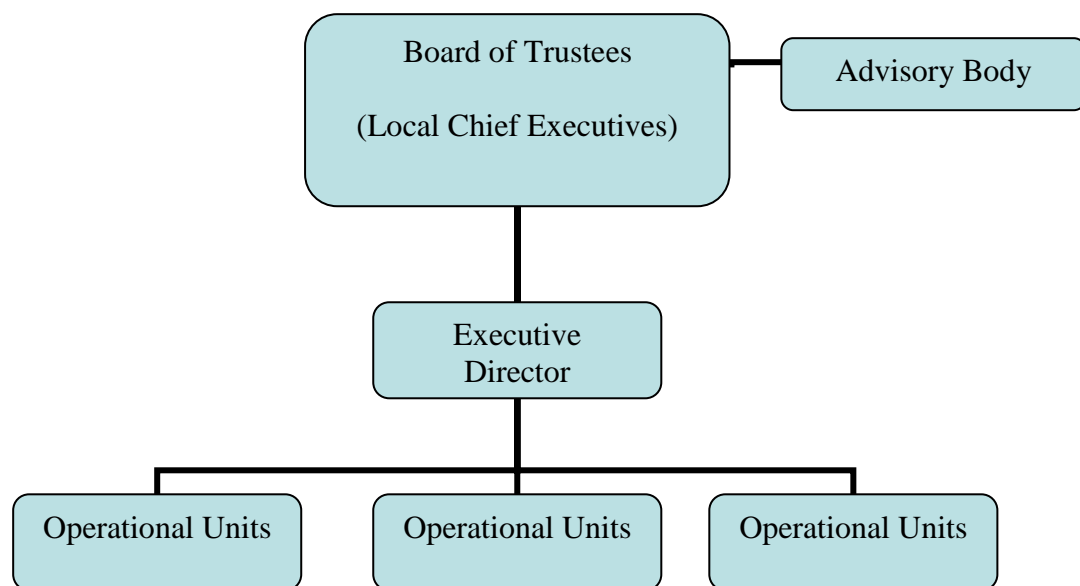 Board of Trustees
(Local Chief Executives)
Advisory Body
Executive
Director
Operational Units
Operational Units
Operational Units